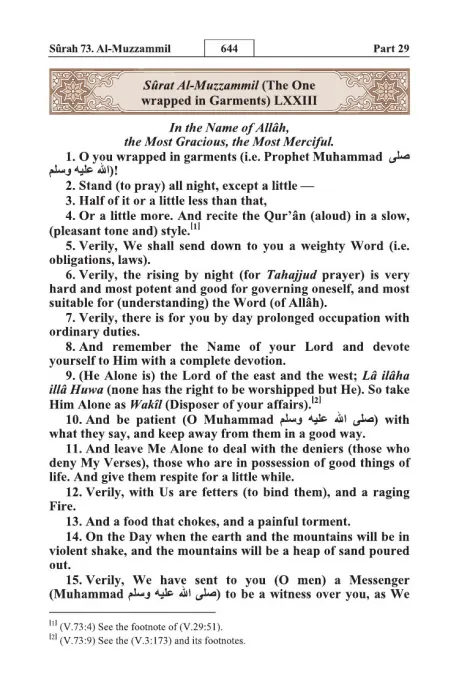 Sûrah 73. Al-Muzzammil 644 Part 29
Sûrat Al-Muzzammil (The One
wrapped in Garments) LXXIII
In the Name of Allâh,
the Most Gracious, the Most Merciful.
1. O you wrapped in garments (i.e. Prophet Muhammad صلى
الله عليه وسلم)!
2. Stand (to pray) all night, except a little —
3. Half of it or a little less than that,
4. Or a little more. And recite the Qur'ân (aloud) in a slow,
(pleasant tone and) style.[1]
5. Verily, We shall send down to you a weighty Word (i.e.
obligations, laws).
6. Verily, the rising by night (for Tahajjud prayer) is very
hard and most potent and good for governing oneself, and most
suitable for (understanding) the Word (of Allâh).
7. Verily, there is for you by day prolonged occupation with
ordinary duties.
8. And remember the Name of your Lord and devote
yourself to Him with a complete devotion.
9. (He Alone is) the Lord of the east and the west; Lâ ilâha
illâ Huwa (none has the right to be worshipped but He). So take
Him Alone as Wakîl (Disposer of your affairs).[2]
10. And be patient (O Muhammad صلى الله عليه وسلم) with
what they say, and keep away from them in a good way.
11. And leave Me Alone to deal with the deniers (those who
deny My Verses), those who are in possession of good things of
life. And give them respite for a little while.
12. Verily, with Us are fetters (to bind them), and a raging
Fire.
13. And a food that chokes, and a painful torment.
14. On the Day when the earth and the mountains will be in
violent shake, and the mountains will be a heap of sand poured
out.
15. Verily, We have sent to you (O men) a Messenger
(Muhammad صلى الله عليه وسلم) to be a witness over you, as We
[1] (V.73:4) See the footnote of (V.29:51).
[2] (V.73:9) See the (V.3:173) and its footnotes.